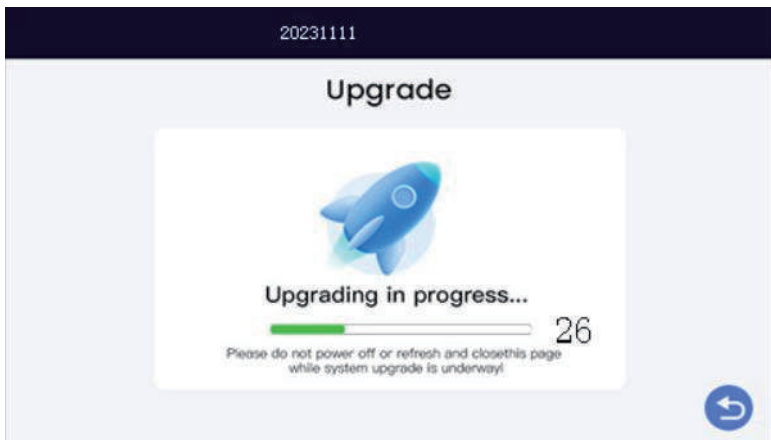 20231111
Upgrade
Upgrading in progress...
26
Please do not power off or refresh and closethis page
while system upgrade is underway!